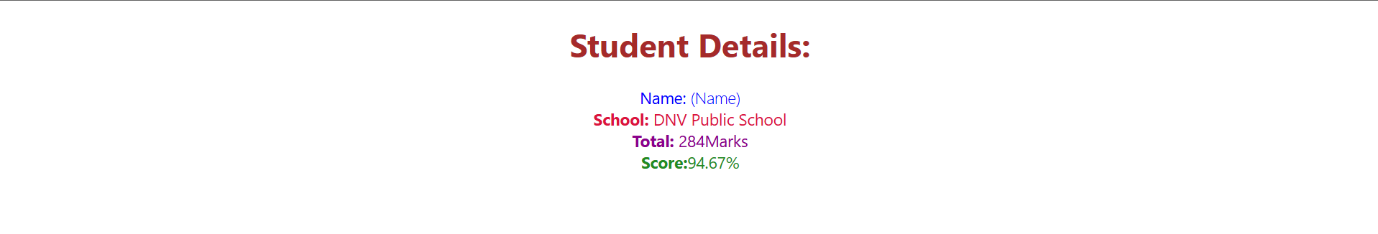 Student Details:
Name: (Name)
School: DNV Public School
Total: 284Marks
Score:94.67%